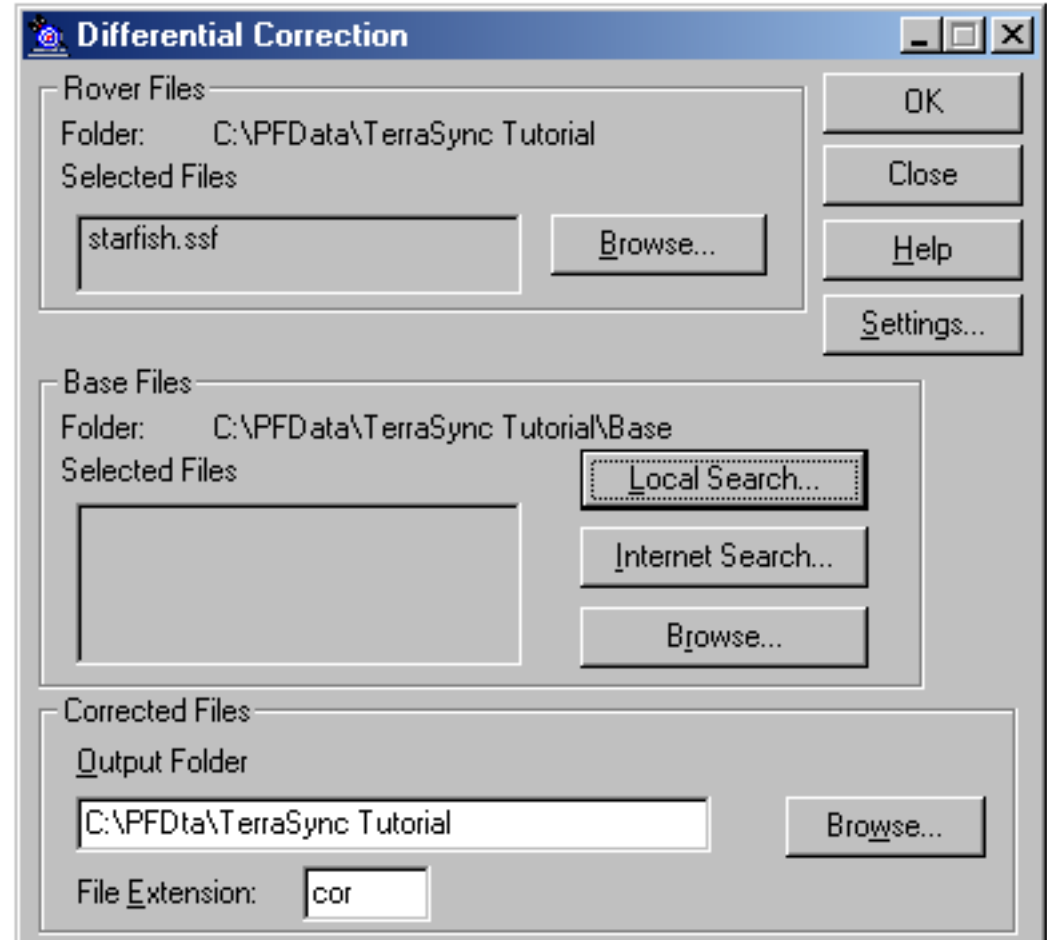 Differential Correction
Rover Files
Folder: C:\PFData\TerraSync Tutorial
Selected Files
starfish.ssf
Browse...
OK
Close
Help
Settings...
Base Files
Folder: C:\PFData\TerraSync Tutorial\Base
Selected Files
Local Search...
Internet Search...
Browse...
Corrected Files
Output Folder
C:\PFDta\TerraSync Tutorial
Browse...
File Extension: cor